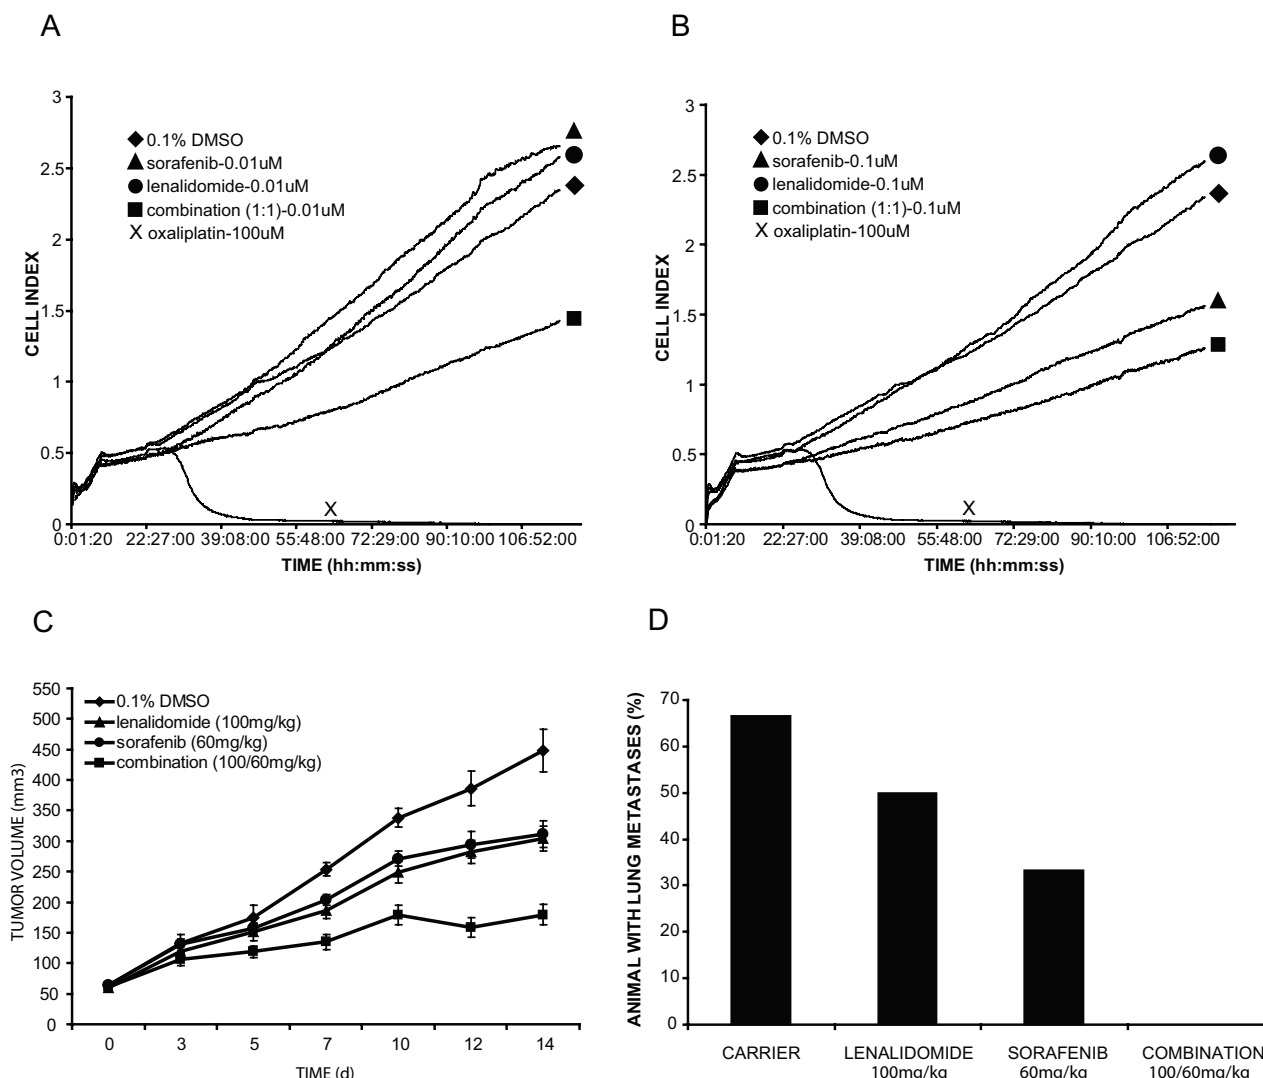 A
3
2.5
2
1.5
1
0.5
0
CELL INDEX
0.1% DMSO
sorafenib-0.01uM
lenalidomide-0.01uM
combination (1:1)-0.01uM
X oxaliplatin-100uM
X
0:01:20 22:27:00 39:08:00 55:48:00 72:29:00 90:10:00 106:52:00
TIME (hh:mm:ss)
B
3
2.5
2
1.5
1
0.5
0
CELL INDEX
0.1% DMSO
sorafenib-0.1uM
lenalidomide-0.1uM
combination (1:1)-0.1uM
X oxaliplatin-100uM
X
0:01:20 22:27:00 39:08:00 55:48:00 72:29:00 90:10:00 106:52:00
TIME (hh:mm:ss)
C
550
500
450
400
350
300
250
200
150
100
50
0
TUMOR VOLUME (mm3)
0.1% DMSO
lenalidomide (100mg/kg)
sorafenib (60mg/kg)
combination (100/60mg/kg)
0 3 5 7 10 12 14
TIME (d)
D
70
60
50
40
30
20
10
0
ANIMAL WITH LUNG METASTASES (%)
CARRIER LENALIDOMIDE SORAFENIB COMBINATION
100mg/kg 60mg/kg 100/60mg/kg